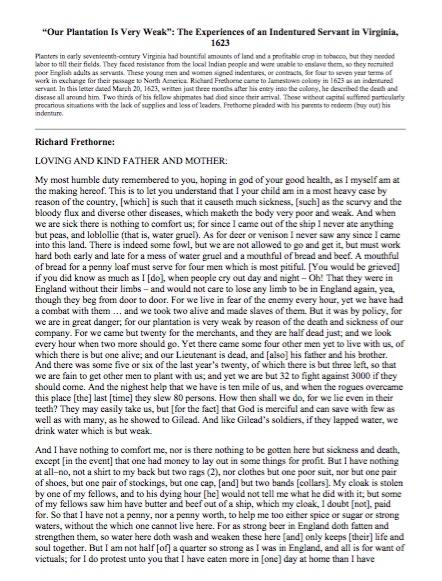 “Our Plantation Is Very Weak”: The Experiences of an Indentured Servant in Virginia,
1623
Planters in early seventeenth-century Virginia had bountiful amounts of land and a profitable crop in tobacco, but they needed
labor to till their fields. They faced resistance from the local Indian people and were unable to enslave them, so they recruited
poor English adults as servants. These young men and women signed indentures, or contracts, for four to seven year terms of
work in exchange for their passage to North America. Richard Frethorne came to Jamestown colony in 1623 as an indentured
servant. In this letter dated March 20, 1623, written just three months after his entry into the colony, he described the death and
disease all around him. Two thirds of his fellow shipmates had died since their arrival. Those without capital suffered particularly
precarious situations with the lack of supplies and loss of leaders. Frethorne pleaded with his parents to redeem (buy out) his
indenture.
Richard Frethorne:
LOVING AND KIND FATHER AND MOTHER:
My most humble duty remembered to you, hoping in god of your good health, as I myself am at
the making hereof. This is to let you understand that I your child am in a most heavy case by
reason of the country, [which] is such that it causeth much sickness, [such] as the scurvy and the
bloody flux and diverse other diseases, which maketh the body very poor and weak. And when
we are sick there is nothing to comfort us; for since I came out of the ship I never ate anything
but peas, and loblollie (that is, water gruel). As for deer or venison I never saw any since I came
into this land. There is indeed some fowl, but we are not allowed to go and get it, but must work
hard both early and late for a mess of water gruel and a mouthful of bread and beef. A mouthful
of bread for a penny loaf must serve for four men which is most pitiful. [You would be grieved]
if you did know as much as I [do], when people cry out day and night – Oh! That they were in
England without their limbs – and would not care to lose any limb to be in England again, yea,
though they beg from door to door. For we live in fear of the enemy every hour, yet we have had
a combat with them … and we took two alive and made slaves of them. But it was by policy, for
we are in great danger; for our plantation is very weak by reason of the death and sickness of our
company. For we came but twenty for the merchants, and they are half dead just; and we look
every hour when two more should go. Yet there came some four other men yet to live with us, of
which there is but one alive; and our Lieutenant is dead, and [also] his father and his brother.
And there was some five or six of the last year’s twenty, of which there is but three left, so that
we are fain to get other men to plant with us; and yet we are but 32 to fight against 3000 if they
should come. And the nighest help that we have is ten mile of us, and when the rogues overcame
this place [the] last [time] they slew 80 persons. How then shall we do, for we lie even in their
teeth? They may easily take us, but [for the fact] that God is merciful and can save with few as
well as with many, as he showed to Gilead. And like Gilead’s soldiers, if they lapped water, we
drink water which is but weak.
And I have nothing to comfort me, nor is there nothing to be gotten here but sickness and death,
except [in the event] that one had money to lay out in some things for profit. But I have nothing
at all–no, not a shirt to my back but two rags (2), nor clothes but one poor suit, nor but one pair
of shoes, but one pair of stockings, but one cap, [and] but two bands [collars]. My cloak is stolen
by one of my fellows, and to his dying hour [he] would not tell me what he did with it; but some
of my fellows saw him have butter and beef out of a ship, which my cloak, I doubt [not], paid
for. So that I have not a penny, nor a penny worth, to help me too either spice or sugar or strong
waters, without the which one cannot live here. For as strong beer in England doth fatten and
strengthen them, so water here doth wash and weaken these here [and] only keeps [their] life and
soul together. But I am not half [of] a quarter so strong as I was in England, and all is for want of
victuals; for I do protest unto you that I have eaten more in [one] day at home than I have